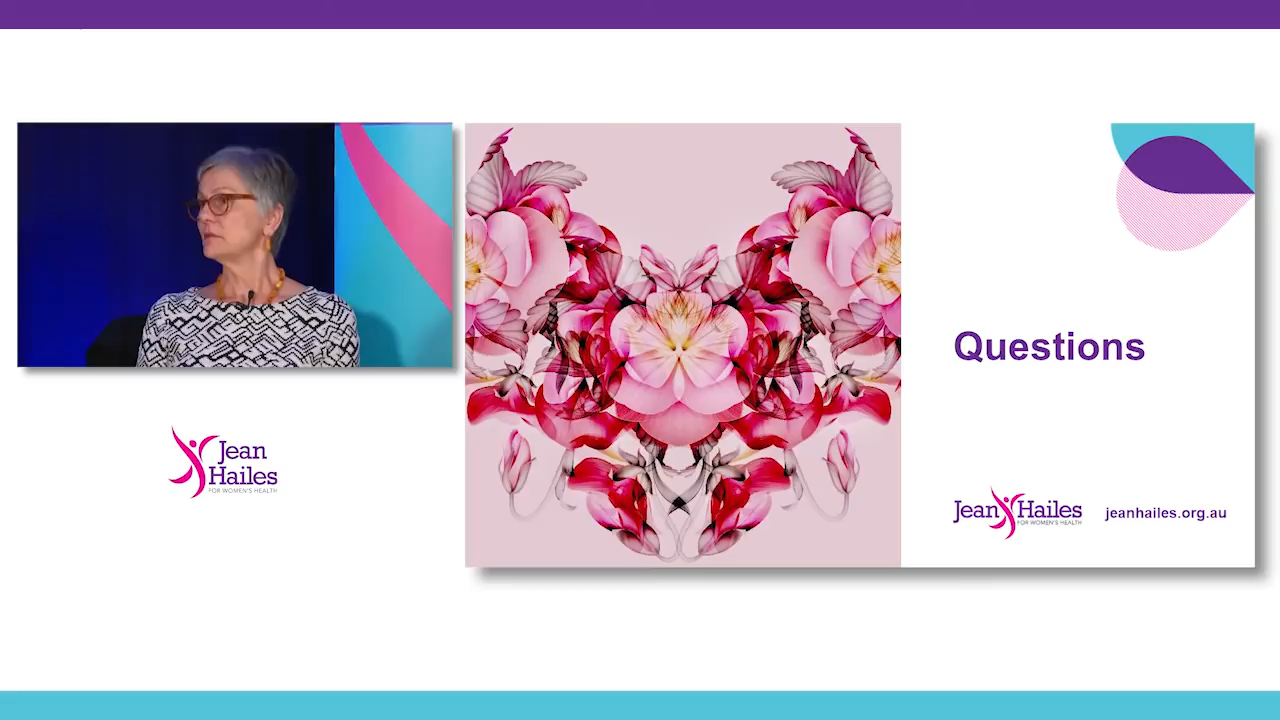 Jean
Hailes
FOR WOMEN'S HEALTH
Questions
Jean Hailes
FOR WOMEN'S HEALTH
jeanhailes.org.au